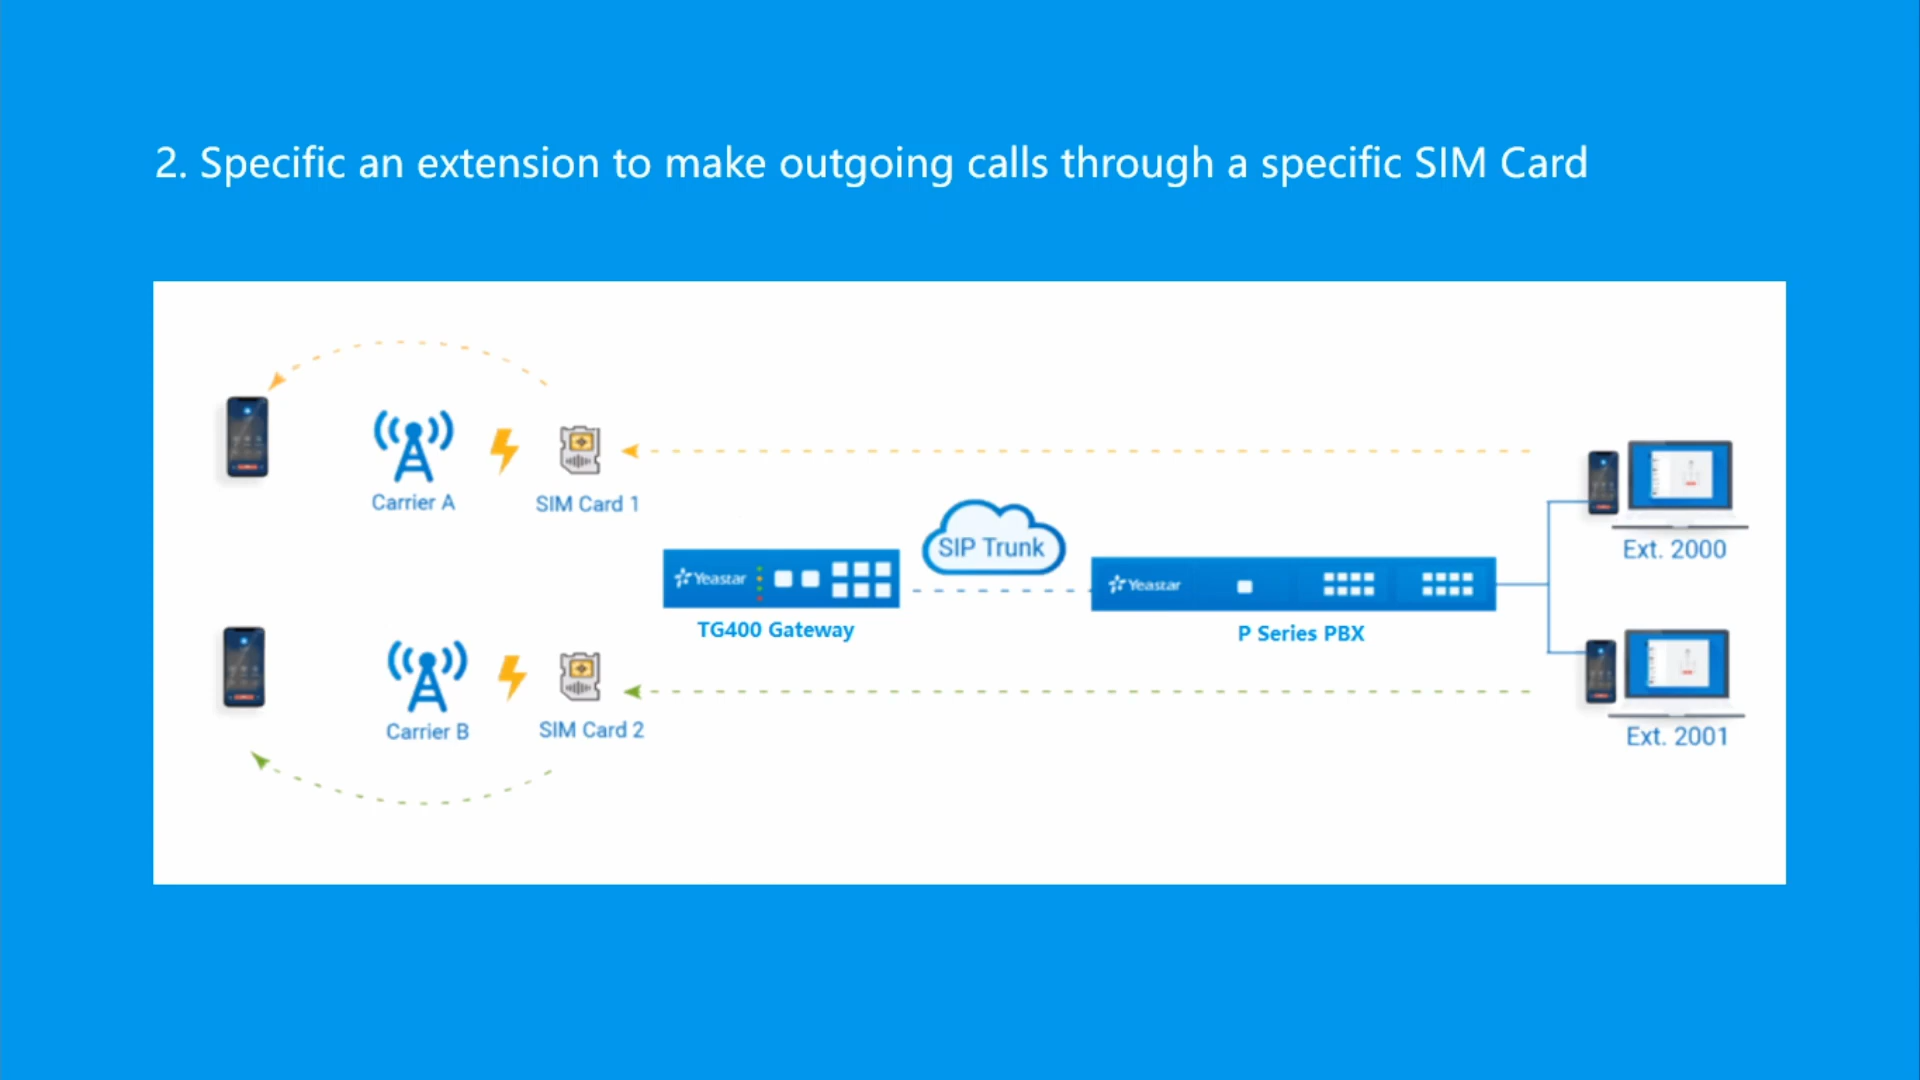 2. Specific an extension to make outgoing calls through a specific SIM Card
Carrier A
SIM Card 1
SIP Trunk
Ext. 2000
Yeastar
TG400 Gateway
Yeastar
P Series PBX
Carrier B
SIM Card 2
Ext. 2001